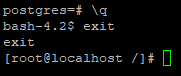 postgres=# \q
bash-4.2$ exit
exit
[root@localhost /]#